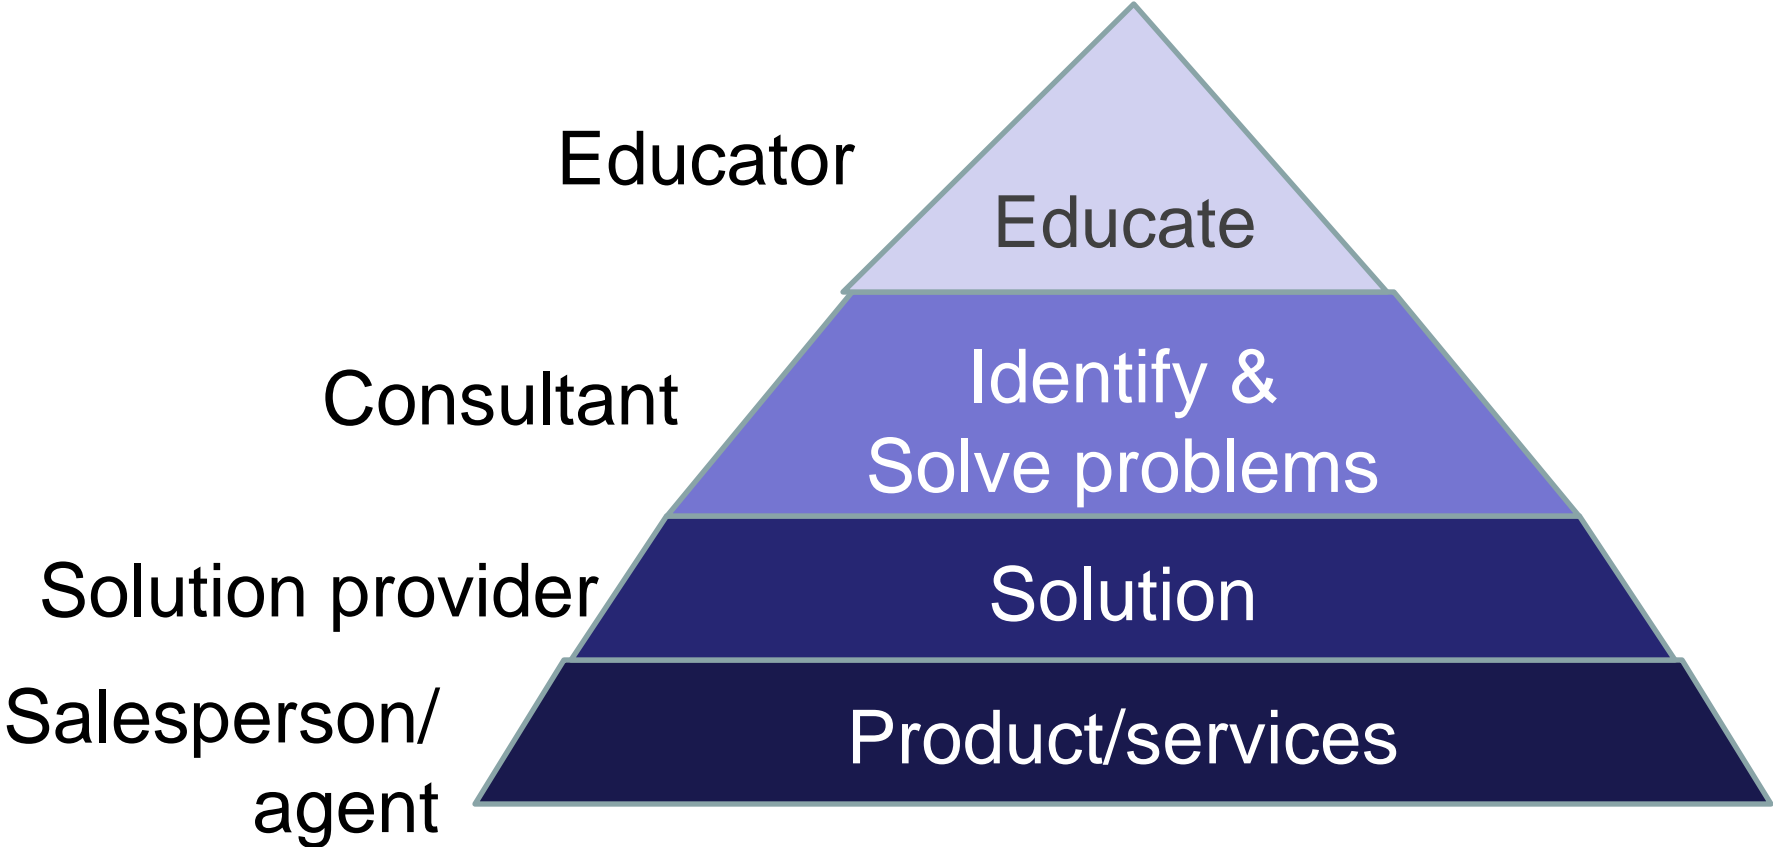 Educator
Educate
Consultant
Identify &
Solve problems
Solution provider
Solution
Salesperson/
agent
Product/services